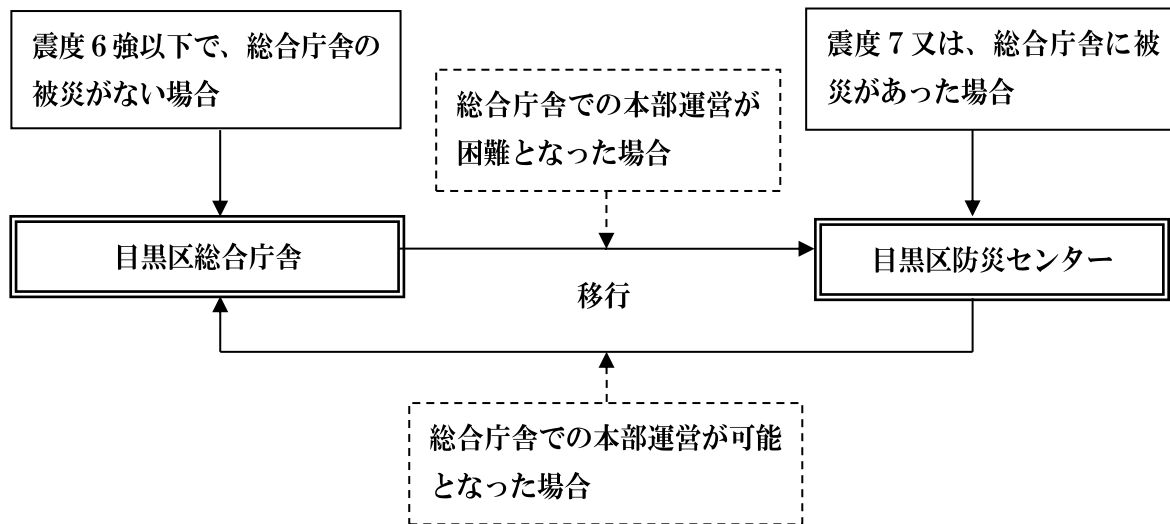 震度６強以下で、総合庁舎の
被災がない場合
総合庁舎での本部運営が
困難となった場合
震度７又は、総合庁舎に被
災があった場合
目黒区総合庁舎
目黒区防災センター
移行
総合庁舎での本部運営が可能
となった場合